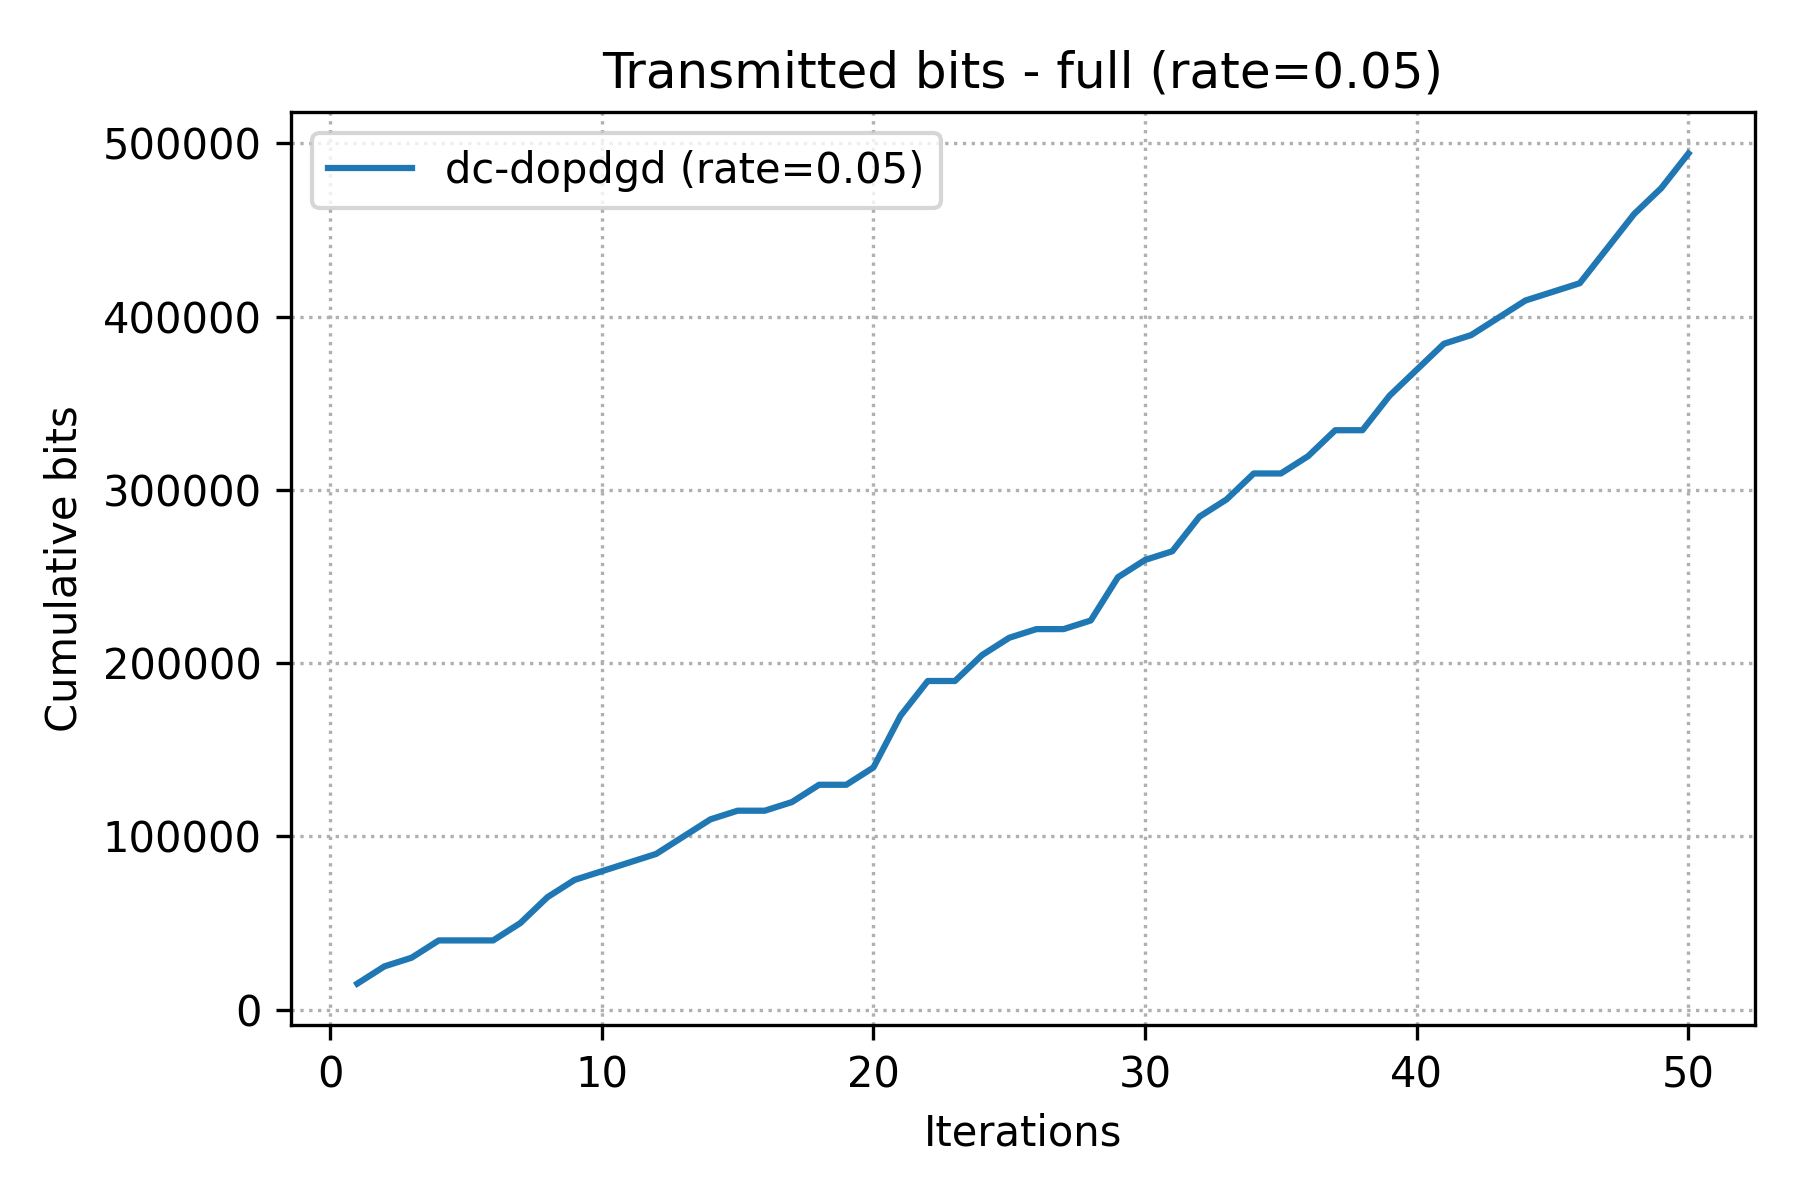 Transmitted bits - full (rate=0.05)
dc-dopdgd (rate=0.05)
500000
400000
300000
200000
100000
0
Cumulative bits
0 10 20 30 40 50
Iterations